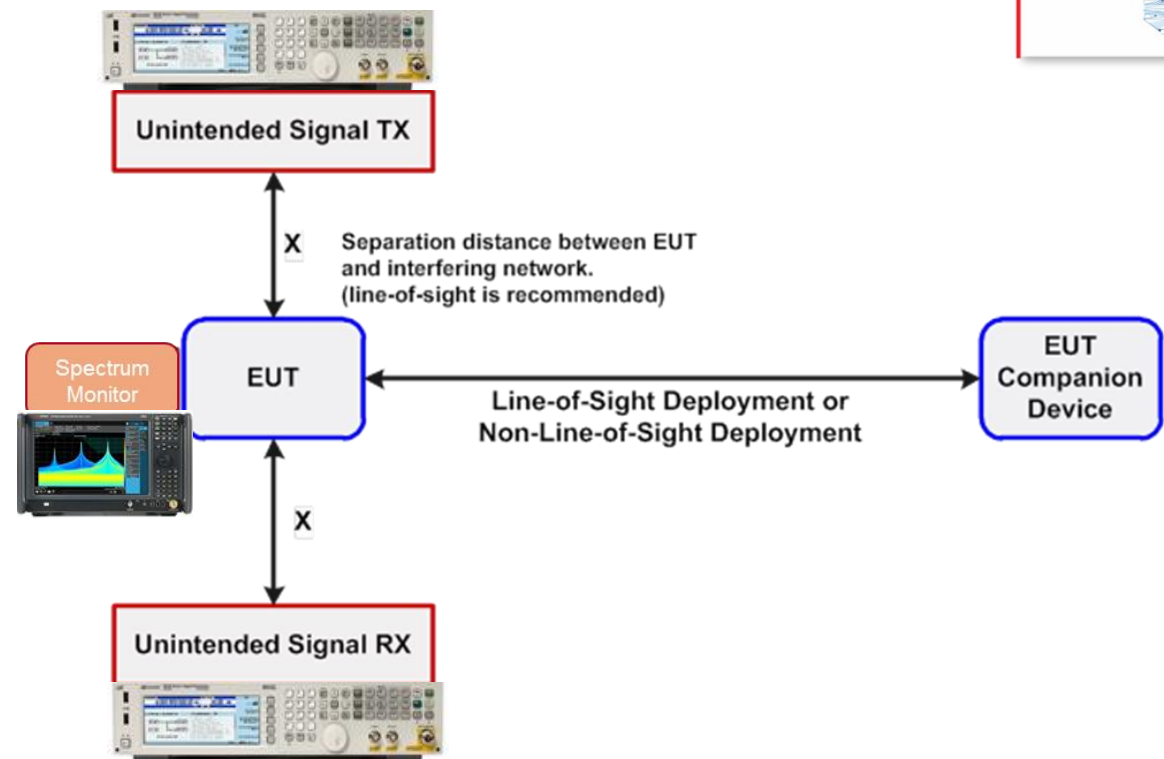 Unintended Signal TX
X
Separation distance between EUT
and interfering network.
(line-of-sight is recommended)
Spectrum
Monitor
EUT
EUT
Companion
Device
Line-of-Sight Deployment or
Non-Line-of-Sight Deployment
X
Unintended Signal RX